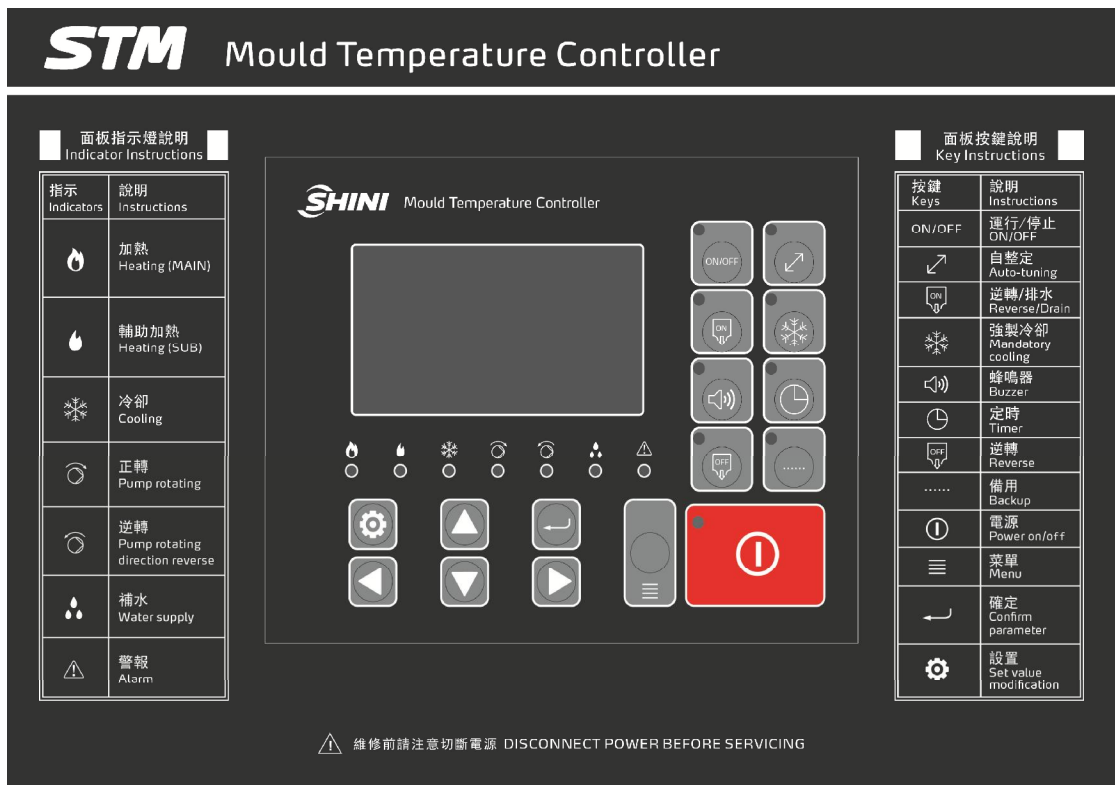 STM Mould Temperature Controller
面板指示燈說明
Indicator Instructions
指示 說明
Indicators Instructions
加熱
Heating (MAIN)
輔助加熱
Heating (SUB)
冷卻
Cooling
正轉
Pump rotating
逆轉
Pump rotating
direction reverse
補水
Water supply
警報
Alarm
SHINI Mould Temperature Controller
ON/OFF
ON
OFF
......
面板按鍵說明
Key Instructions
按鍵 說明
Keys Instructions
ON/OFF 運行/停止
ON/OFF
自整定
Auto-tuning
ON 逆轉/排水
Reverse/Drain
強製冷卻
Mandatory
cooling
蜂鳴器
Buzzer
定時
Timer
OFF 逆轉
Reverse
...... 備用
Backup
電源
Power on/off
菜單
Menu
確定
Confirm
parameter
設置
Set value
modification
維修前請注意切斷電源 DISCONNECT POWER BEFORE SERVICING